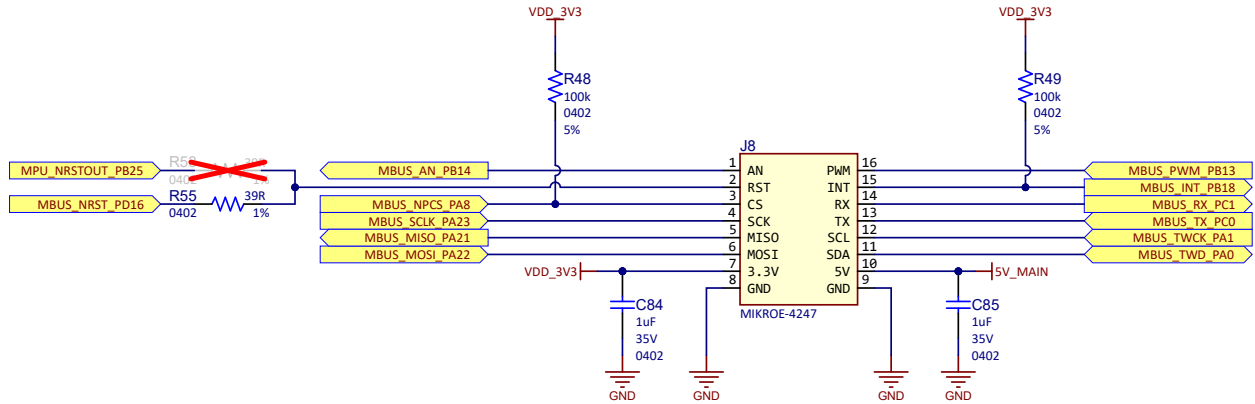 VDD_3V3
VDD_3V3
R48
100k
0402
5%
R49
100k
0402
5%
J8
MPU_NRSTOUT_PB25
0402
1%
MBUS_NRST_PD16
R55
0402
39R
1%
MBUS_AN_PB14
MBUS_NPCS_PA8
MBUS_SCLK_PA23
MBUS_MISO_PA21
MBUS_MOSI_PA22
VDD_3V3
1 AN PWM 16
2 RST INT 15
3 CS RX 14
4 SCK TX 13
5 MISO SCL 12
6 MOSI SDA 11
7 3.3V 5V 10
8 GND GND 9
MIKROE-4247
MBUS_PWM_PB13
MBUS_INT_PB18
MBUS_RX_PC1
MBUS_TX_PC0
MBUS_TWCK_PA1
MBUS_TWD_PA0
5V_MAIN
C84
1uF
35V
0402
C85
1uF
35V
0402
GND
GND
GND
GND